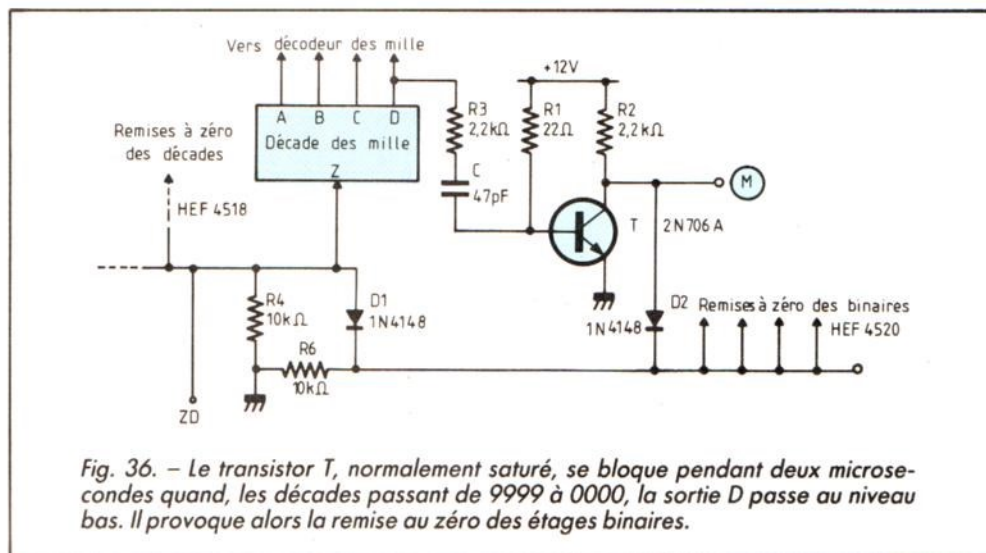 Vers décodeur des mille
+12V
A B C D
Décade des mille
Z
Remises à zéro
des décades
HEF 4518
R3
2,2kΩ
R1
22Ω
R2
2,2kΩ
C
47pF
M
T
2N706A
R4
10kΩ
D1
1N4148
D2
1N4148
Remises à zéro des binaires
HEF 4520
R6
10kΩ
ZD
Fig. 36. – Le transistor T, normalement saturé, se bloque pendant deux microse-
condes quand, les décades passant de 9999 à 0000, la sortie D passe au niveau
bas. Il provoque alors la remise au zéro des étages binaires.